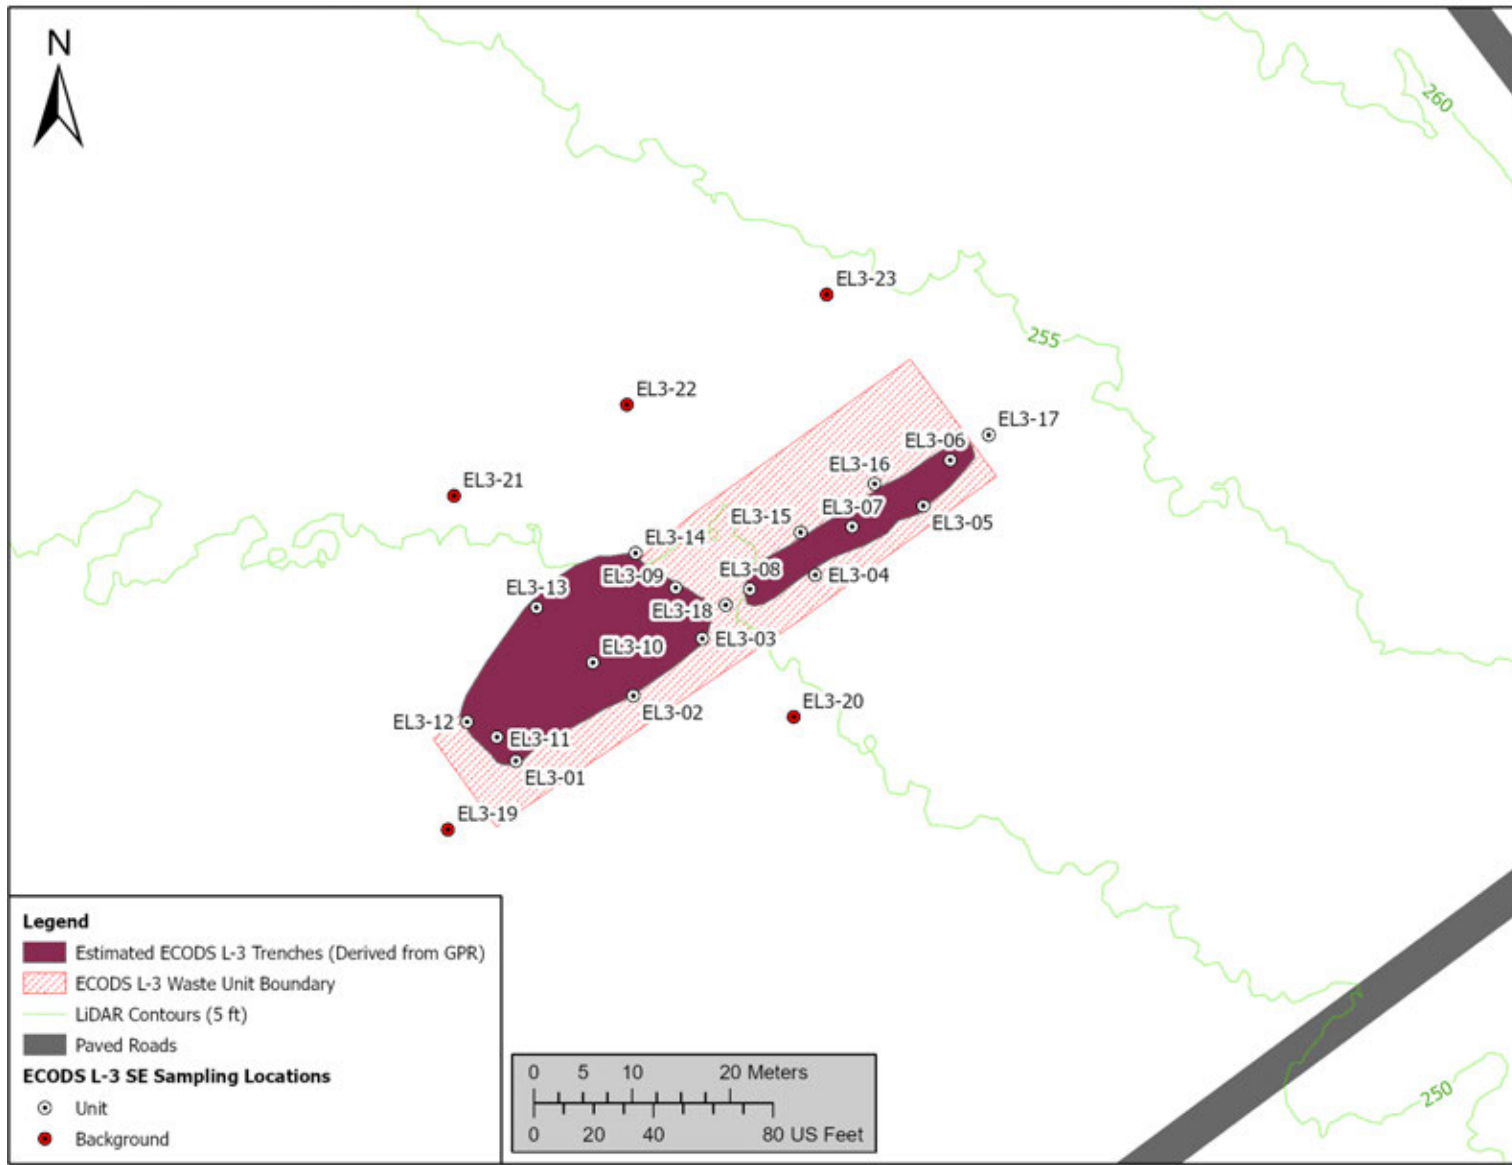 N
260
EL3-23
255
EL3-22
EL3-17
EL3-06
EL3-16
EL3-21
EL3-07
EL3-15
EL3-05
EL3-14
EL3-09
EL3-08
EL3-04
EL3-13
EL3-18
EL3-03
EL3-10
EL3-20
EL3-02
EL3-12
EL3-11
EL3-01
EL3-19
Legend
Estimated ECODS L-3 Trenches (Derived from GPR)
ECODS L-3 Waste Unit Boundary
LiDAR Contours (5 ft)
Paved Roads
ECODS L-3 SE Sampling Locations
Unit
Background
0 5 10 20 Meters
0 20 40 80 US Feet
250